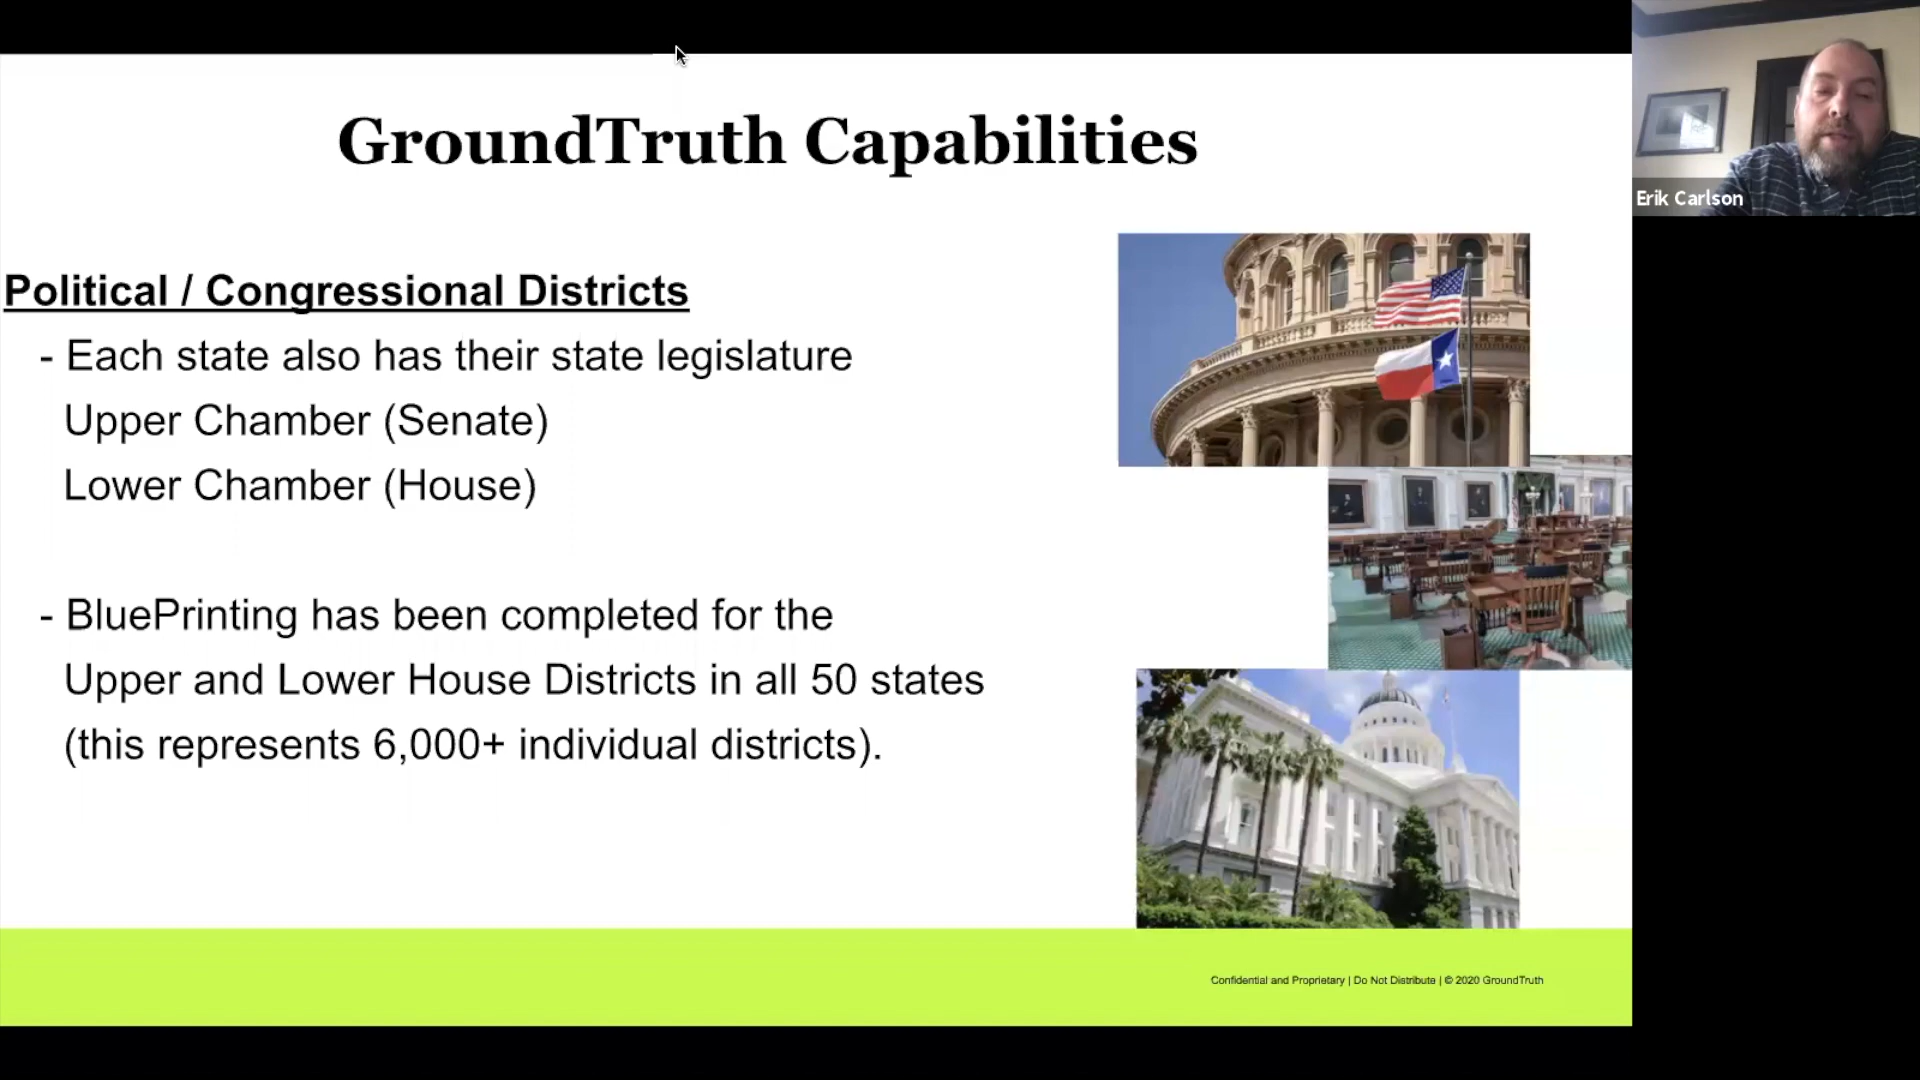 GroundTruth Capabilities
Erik Carlson
Political / Congressional Districts
- Each state also has their state legislature
Upper Chamber (Senate)
Lower Chamber (House)
- BluePrinting has been completed for the
Upper and Lower House Districts in all 50 states
(this represents 6,000+ individual districts).
Confidential and Proprietary | Do Not Distribute | © 2020 GroundTruth